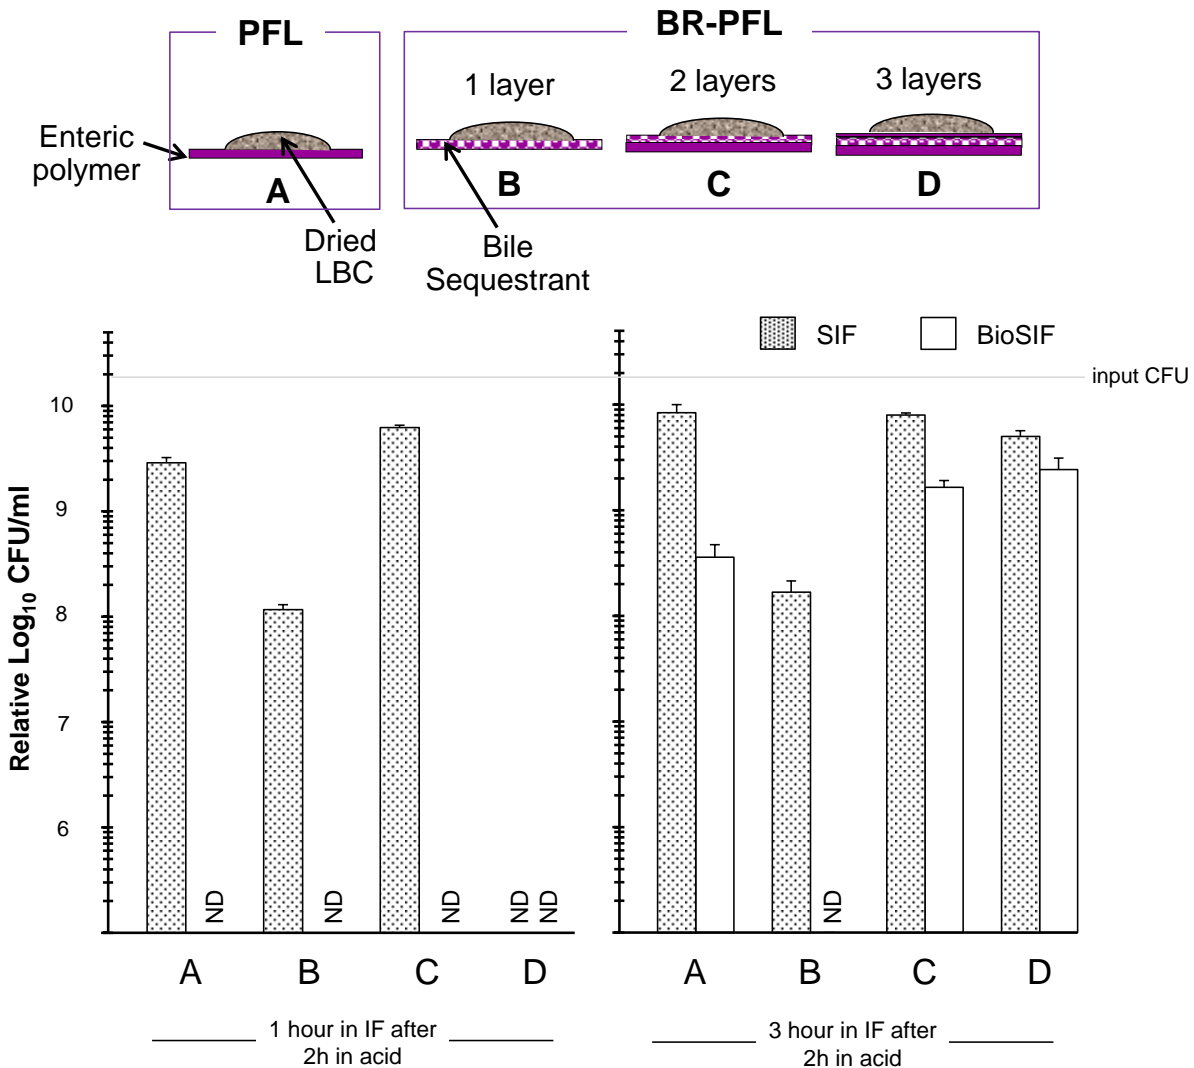 PFL
BR-PFL
1 layer
2 layers
3 layers
Enteric
polymer
A
B
C
D
Dried
LBC
Bile
Sequestrant
SIF
BioSIF
input CFU
Relative Log₁₀ CFU/ml
10
9
8
7
6
ND
ND
ND
ND
ND
ND
A
B
C
D
A
B
C
D
1 hour in IF after
2h in acid
3 hour in IF after
2h in acid